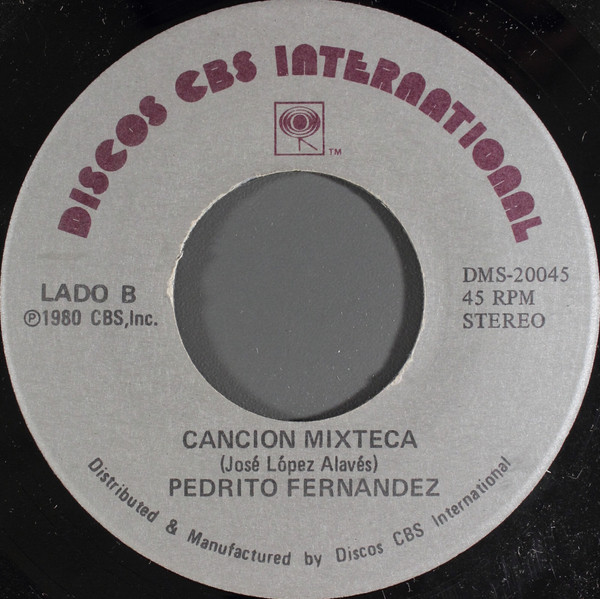 DISCOS CBS INTERNATIONAL
TM
LADO B
℗1980 CBS,Inc.
DMS-20045
45 RPM
STEREO
CANCION MIXTECA
(José López Alavés)
PEDRITO FERNANDEZ
Distributed & Manufactured by Discos CBS International